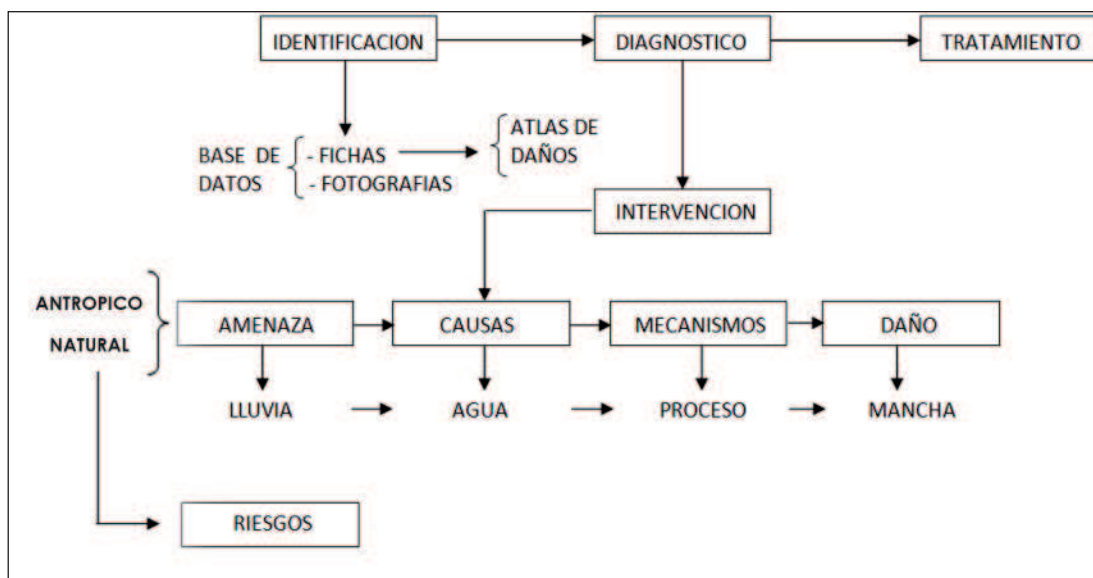 IDENTIFICACION
DIAGNOSTICO
TRATAMIENTO
BASE DE
DATOS
- FICHAS
- FOTOGRAFIAS
ATLAS DE
DAÑOS
INTERVENCION
ANTROPICO
NATURAL
AMENAZA
CAUSAS
MECANISMOS
DAÑO
LLUVIA
AGUA
PROCESO
MANCHA
RIESGOS